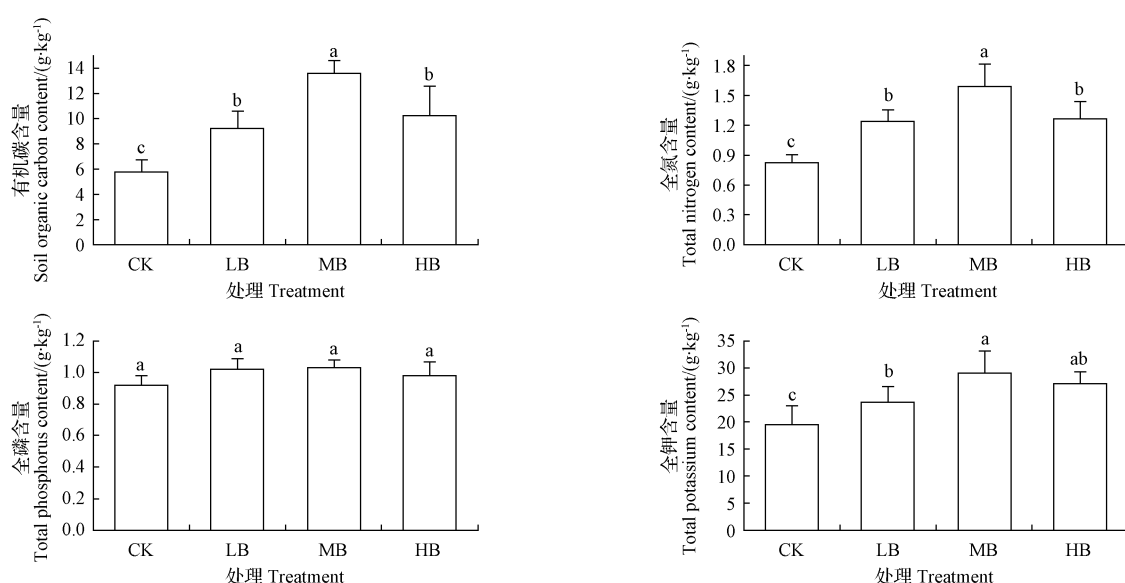 有机碳含量
Soil organic carbon content/(g·kg-1)
14
12
10
8
6
4
2
0
c
b
a
b
CK LB MB HB
处理 Treatment
全氮含量
Total nitrogen content/(g·kg-1)
1.8
1.5
1.2
0.9
0.6
0.3
0.0
c
b
a
b
CK LB MB HB
处理 Treatment
全磷含量
Total phosphorus content/(g·kg-1)
1.2
1.0
0.8
0.6
0.4
0.2
0.0
a
a
a
a
CK LB MB HB
处理 Treatment
全钾含量
Total potassium content/(g·kg-1)
35
30
25
20
15
10
5
0
c
b
a
ab
CK LB MB HB
处理 Treatment